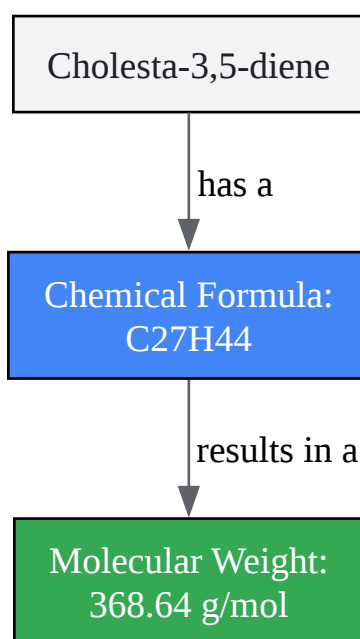 Cholesta-3,5-diene
has a
Chemical Formula:
C27H44
results in a
Molecular Weight:
368.64 g/mol